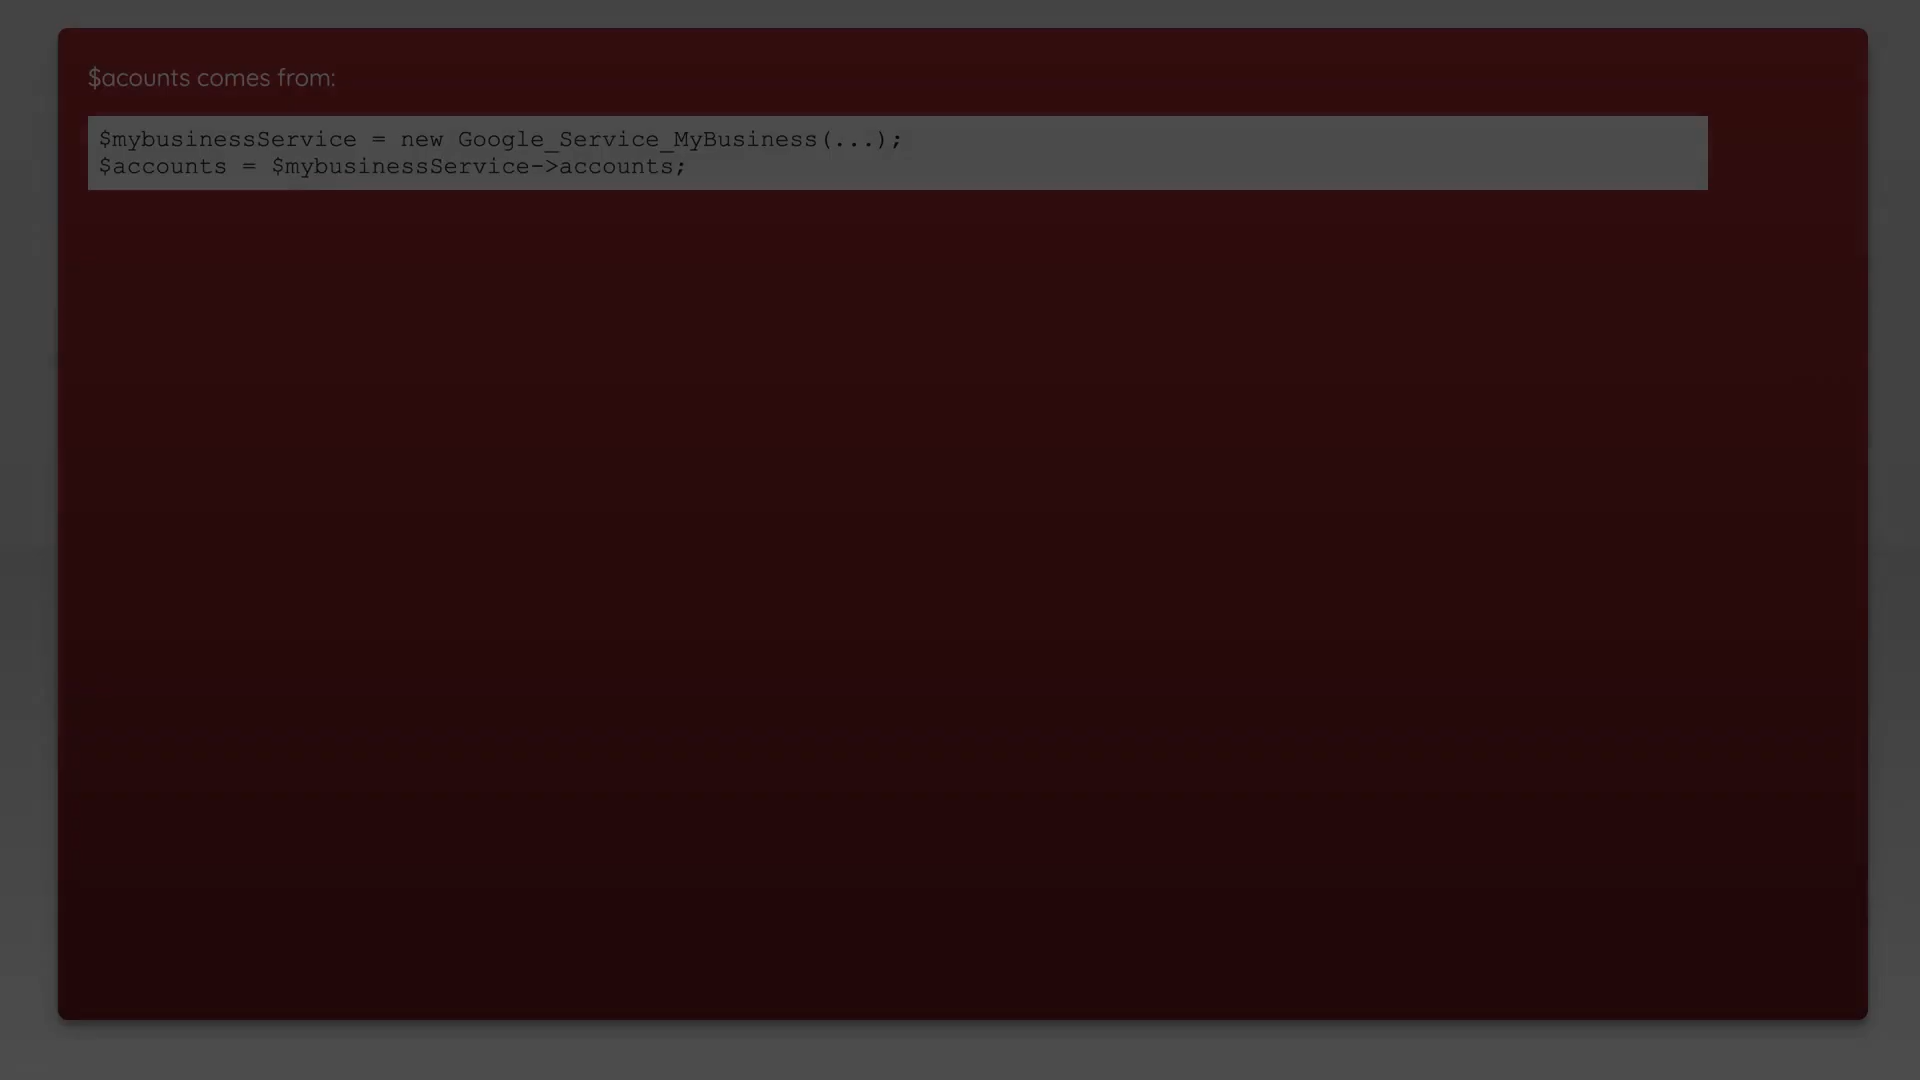 $acounts comes from:
$mybusinessService = new Google_Service_MyBusiness(...);
$accounts = $mybusinessService->accounts;